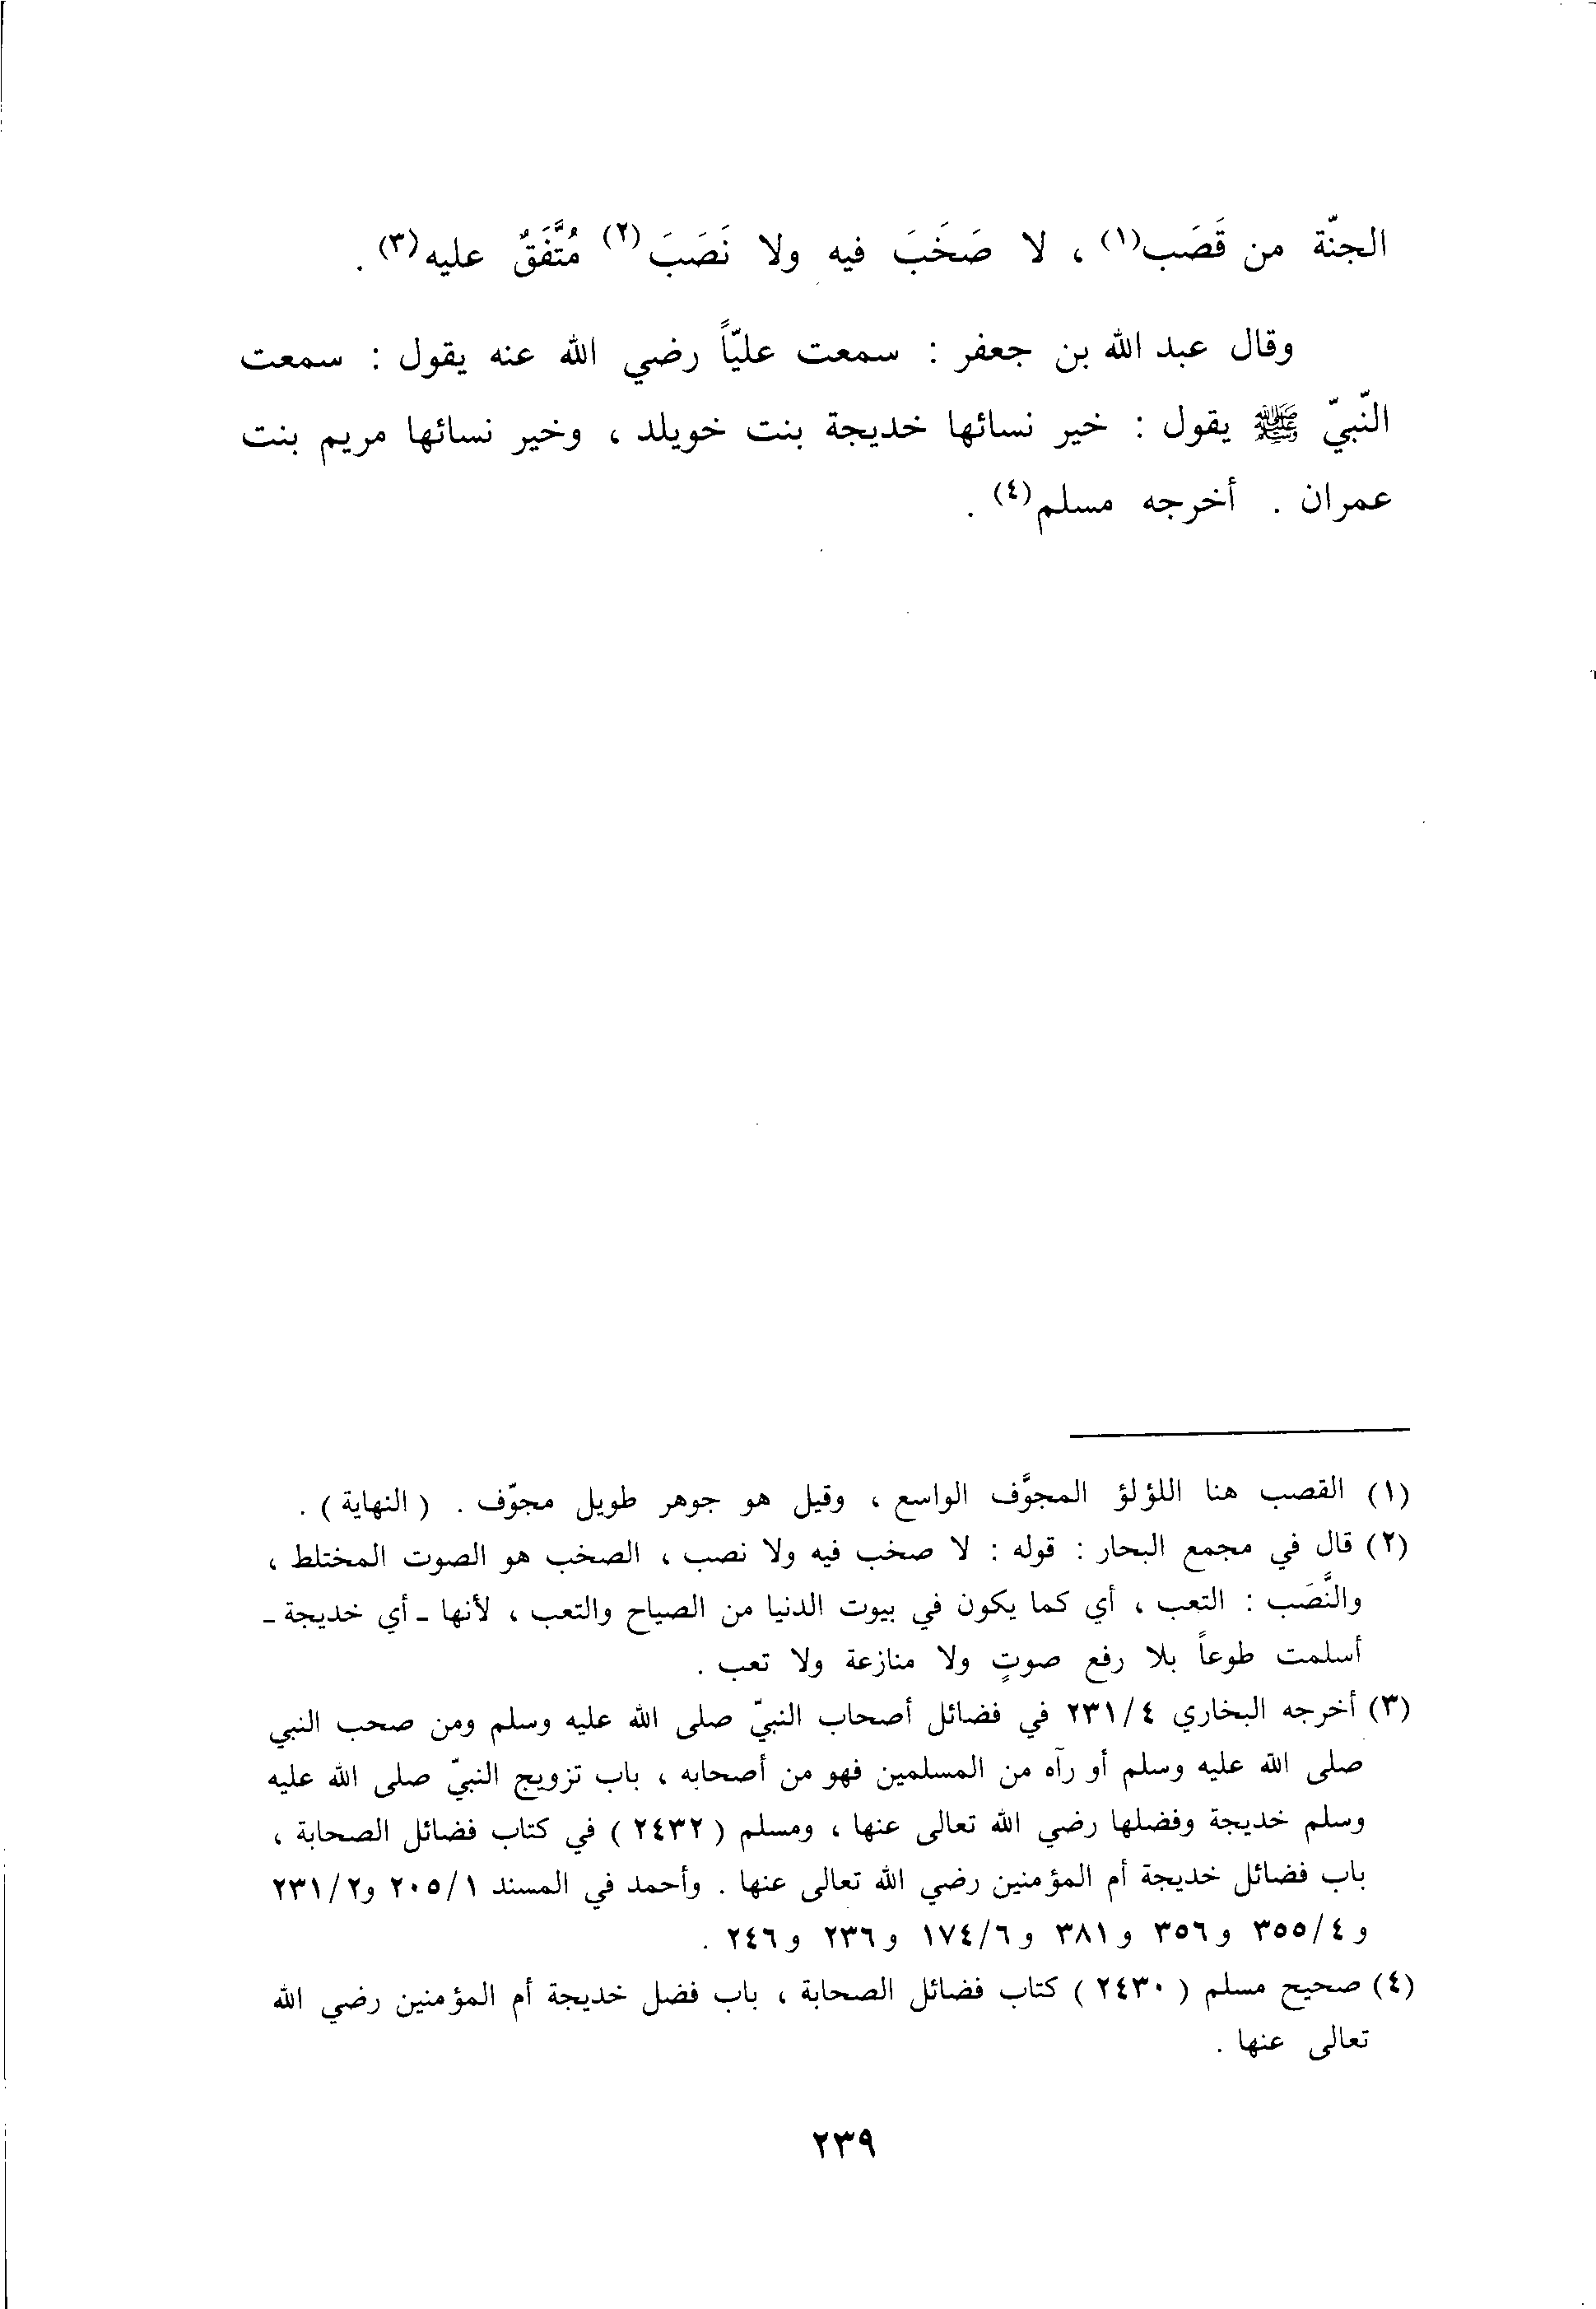 الجنّة من قَصَب(١) ، لا صَخَبَ فيه ولا نَصَبَ(٢) مُتَّفَقٌ عليه(٣) .
وقال عبد الله بن جعفر : سمعت عليّاً رضي الله عنه يقول : سمعت
النّبيّ ﷺ يقول : خير نسائها خديجة بنت خويلد ، وخير نسائها مريم بنت
عمران . أخرجه مسلم(٤) .
(١) القصب هنا اللؤلؤ المجوَّف الواسع ، وقيل هو جوهر طويل مجوّف . ( النهاية ) .
(٢) قال في مجمع البحار : قوله : لا صخب فيه ولا نصب ، الصخب هو الصوت المختلط ،
والنَّصَب : التعب ، أي كما يكون في بيوت الدنيا من الصياح والتعب ، لأنها ـ أي خديجة ـ
أسلمت طوعاً بلا رفع صوتٍ ولا منازعة ولا تعب .
(٣) أخرجه البخاري ٢٣١/٤ في فضائل أصحاب النبيّ صلى الله عليه وسلم ومن صحب النبي
صلى الله عليه وسلم أو رآه من المسلمين فهو من أصحابه ، باب تزويج النبيّ صلى الله عليه
وسلم خديجة وفضلها رضي الله تعالى عنها ، ومسلم ( ٢٤٣٢ ) في كتاب فضائل الصحابة ،
باب فضائل خديجة أم المؤمنين رضي الله تعالى عنها . وأحمد في المسند ٢٠٥/١ و٢٣١/٢
و ٣٥٥/٤ و٣٥٦ و٣٨١ و١٧٤/٦ و٢٣٦ و٢٤٦ .
(٤) صحيح مسلم ( ٢٤٣٠ ) كتاب فضائل الصحابة ، باب فضل خديجة أم المؤمنين رضي الله
تعالى عنها .
٢٣٩